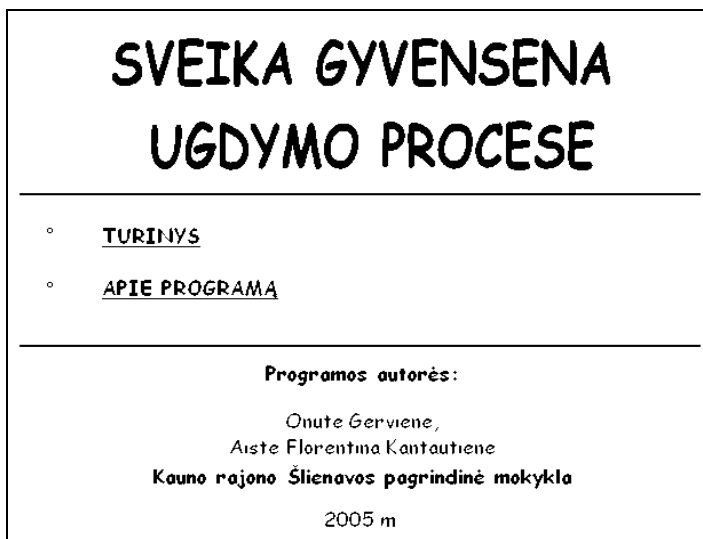 SVEIKA GYVENSENA
UGDYMO PROCESE
TURINYS
APIE PROGRAMĄ
Programos autorės:
Onute Gerviene,
Aiste Florentina Kantautiene
Kauno rajono Šlienavos pagrindinė mokykla
2005 m